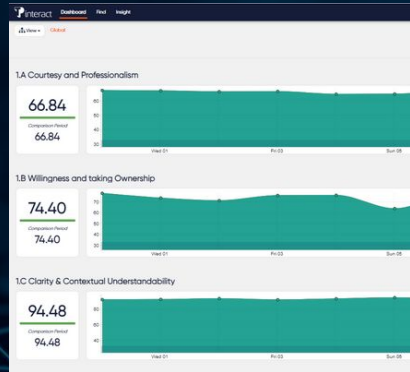 interact Dashboard Find Insight
View Global
1.A Courtesy and Professionalism
66.84
Comparison Period
66.84
60
40
30
Wed 01 Fri 03 Sun 05
1.B Willingness and taking Ownership
74.40
Comparison Period
74.40
70
60
50
40
30
Wed 01 Fri 03 Sun 05
1.C Clarity & Contextual Understandability
94.48
Comparison Period
94.48
80
60
40
Wed 01 Fri 03 Sun 05